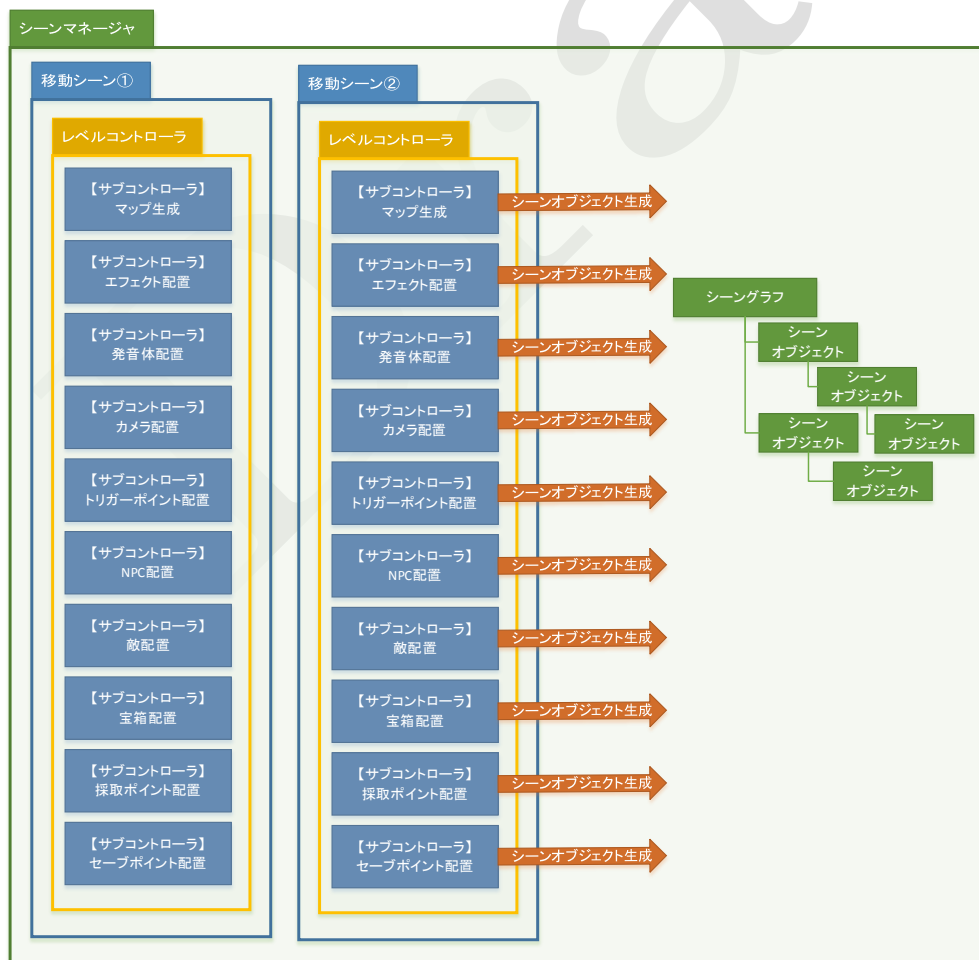 シーンマネージャ
移動シーン①
レベルコントローラ
【サブコントローラ】
マップ生成
【サブコントローラ】
エフェクト配置
【サブコントローラ】
発音体配置
【サブコントローラ】
カメラ配置
【サブコントローラ】
トリガーポイント配置
【サブコントローラ】
NPC配置
【サブコントローラ】
敵配置
【サブコントローラ】
宝箱配置
【サブコントローラ】
採取ポイント配置
【サブコントローラ】
セーブポイント配置
移動シーン②
レベルコントローラ
【サブコントローラ】
マップ生成
シーンオブジェクト生成
【サブコントローラ】
エフェクト配置
シーンオブジェクト生成
【サブコントローラ】
発音体配置
シーンオブジェクト生成
【サブコントローラ】
カメラ配置
シーンオブジェクト生成
【サブコントローラ】
トリガーポイント配置
シーンオブジェクト生成
【サブコントローラ】
NPC配置
シーンオブジェクト生成
【サブコントローラ】
敵配置
シーンオブジェクト生成
【サブコントローラ】
宝箱配置
シーンオブジェクト生成
【サブコントローラ】
採取ポイント配置
シーンオブジェクト生成
【サブコントローラ】
セーブポイント配置
シーンオブジェクト生成
シーングラフ
シーン
オブジェクト
シーン
オブジェクト
シーン
オブジェクト
シーン
オブジェクト
シーン
オブジェクト